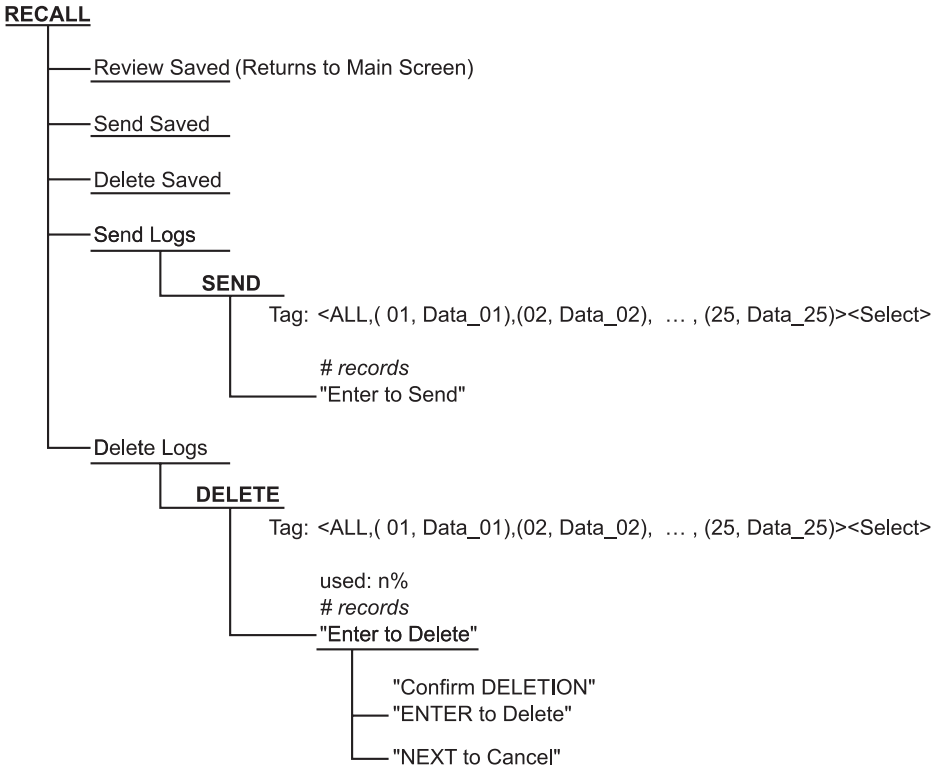 RECALL
Review Saved (Returns to Main Screen)
Send Saved
Delete Saved
Send Logs
SEND
Tag: <ALL,( 01, Data_01),(02, Data_02), … , (25, Data_25)><Select>
# records
"Enter to Send"
Delete Logs
DELETE
Tag: <ALL,( 01, Data_01),(02, Data_02), … , (25, Data_25)><Select>
used: n%
# records
"Enter to Delete"
"Confirm DELETION"
"ENTER to Delete"
"NEXT to Cancel"